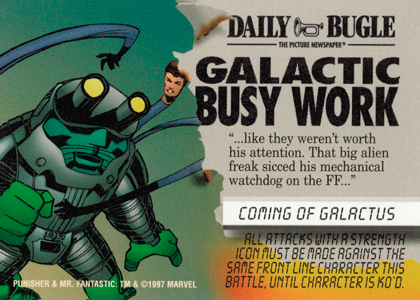 DAILY BUGLE
THE PICTURE NEWSPAPER®
GALACTIC
BUSY WORK
“...like they weren't worth
his attention. That big alien
freak sicced his mechanical
watchdog on the FF...”
COMING OF GALACTUS
ALL ATTACKS WITH A STRENGTH
ICON MUST BE MADE AGAINST THE
SAME FRONT LINE CHARACTER THIS
BATTLE, UNTIL CHARACTER IS KO'D.
PUNISHER & MR. FANTASTIC: TM & ©1997 MARVEL